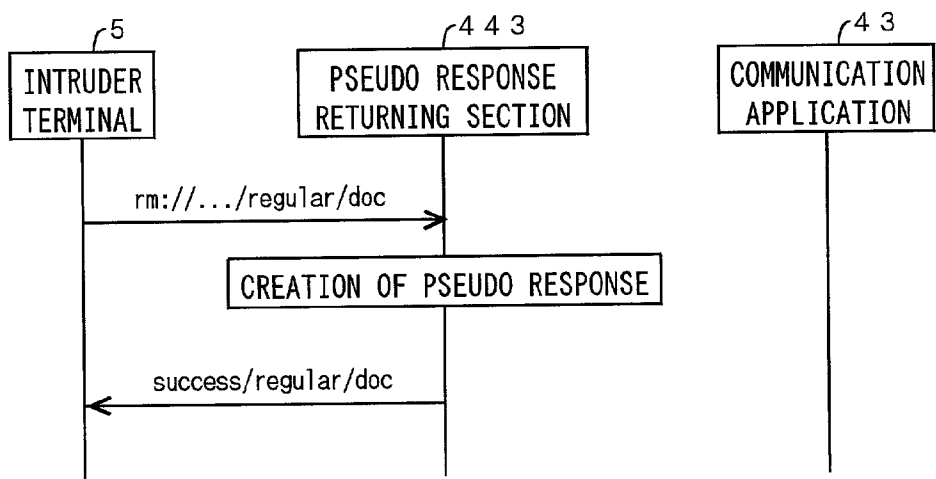 5
INTRUDER
TERMINAL
443
PSEUDO RESPONSE
RETURNING SECTION
43
COMMUNICATION
APPLICATION
rm://.../regular/doc
CREATION OF PSEUDO RESPONSE
success/regular/doc